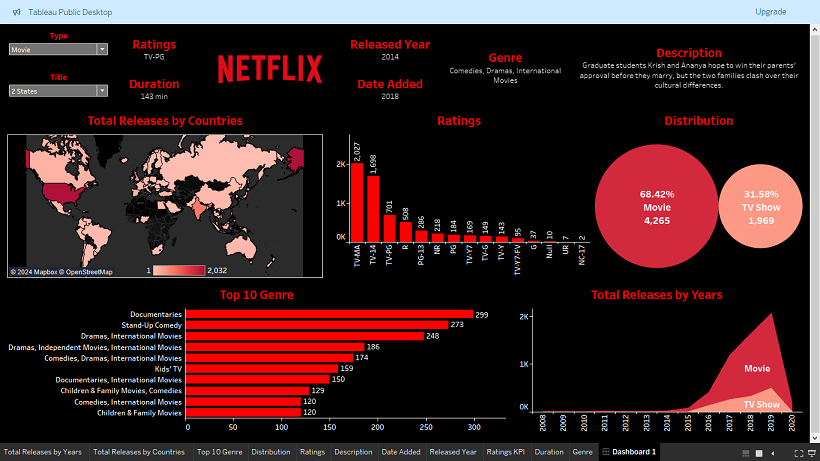 Tableau Public Desktop
Upgrade
Type
Movie
Title
2 States
Ratings
TV-PG
Duration
143 min
NETFLIX
Released Year
2014
Date Added
2018
Genre
Comedies, Dramas, International
Movies
Description
Graduate students Krish and Ananya hope to win their parents'
approval before they marry, but the two families clash over their
cultural differences.
Total Releases by Countries
© 2024 Mapbox © OpenStreetMap
1
2,032
Ratings
2K
1K
0K
2,027
1,698
701
508
286
218
184
169
149
143
95
37
10
7
2
TV-MA
TV-14
TV-PG
R
PG-13
NR
PG
TV-Y7
TV-G
TV-Y
TV-Y7-FV
G
Null
UR
NC-17
Distribution
68.42%
Movie
4,265
31.58%
TV Show
1,969
Top 10 Genre
Documentaries 299
Stand-Up Comedy 273
Dramas, International Movies 248
Dramas, Independent Movies, International Movies 186
Comedies, Dramas, International Movies 174
Kids' TV 159
Documentaries, International Movies 150
Children & Family Movies, Comedies 129
Comedies, International Movies 120
Children & Family Movies 120
0 50 100 150 200 250 300
Total Releases by Years
2K
1K
0K
Movie
TV Show
2008 2009 2010 2011 2012 2013 2014 2015 2016 2017 2018 2019 2020
Total Releases by Years Total Releases by Countries Top 10 Genre Distribution Ratings Description Date Added Released Year Ratings KPI Duration Genre Dashboard 1